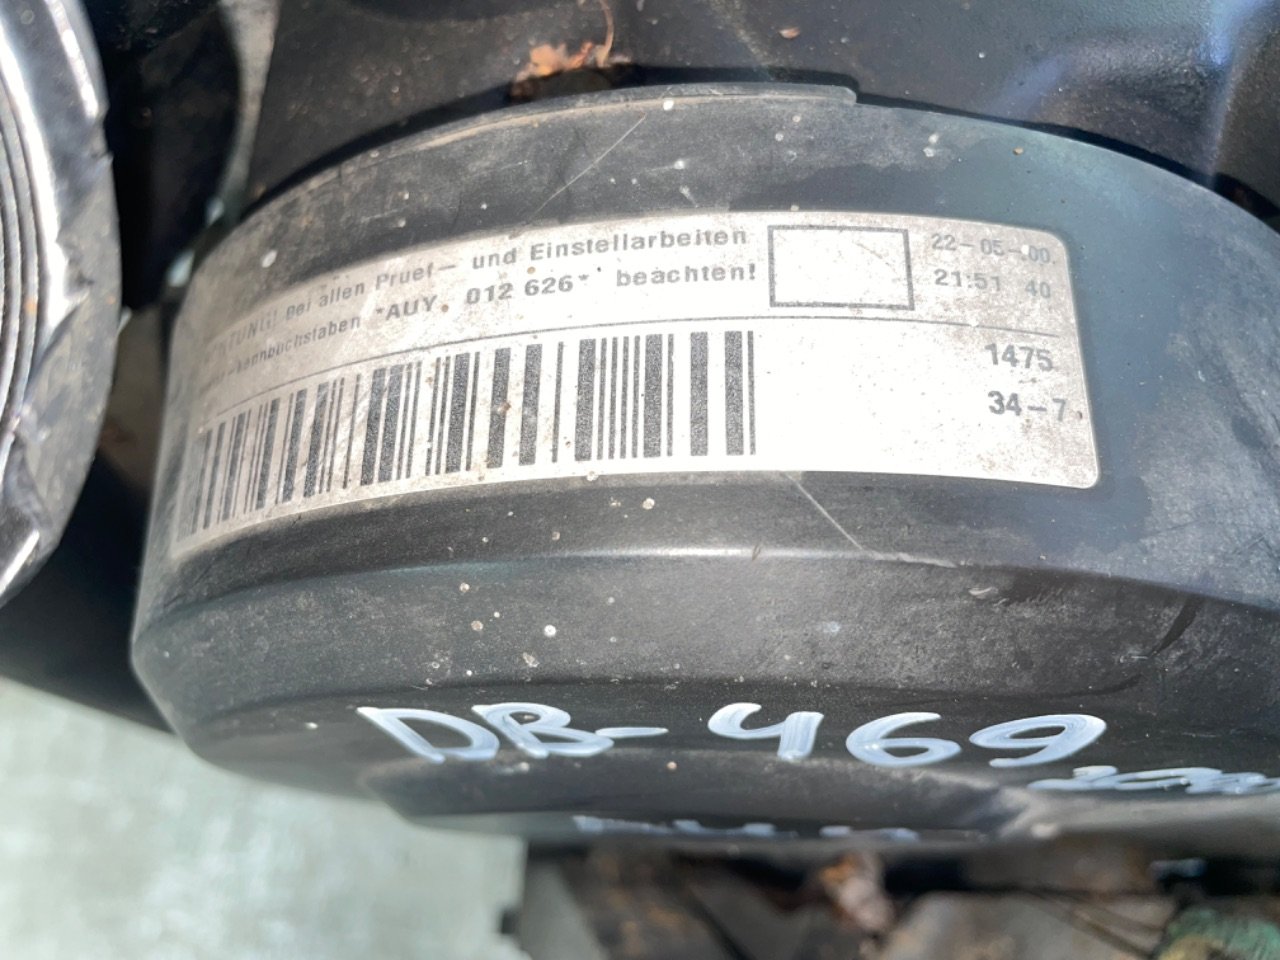 bei allen Pruef- und Einstellarbeiten
*AUY. 012 626* beachten!
22-05-00.
21:51 40
1475
34-7
DB-469